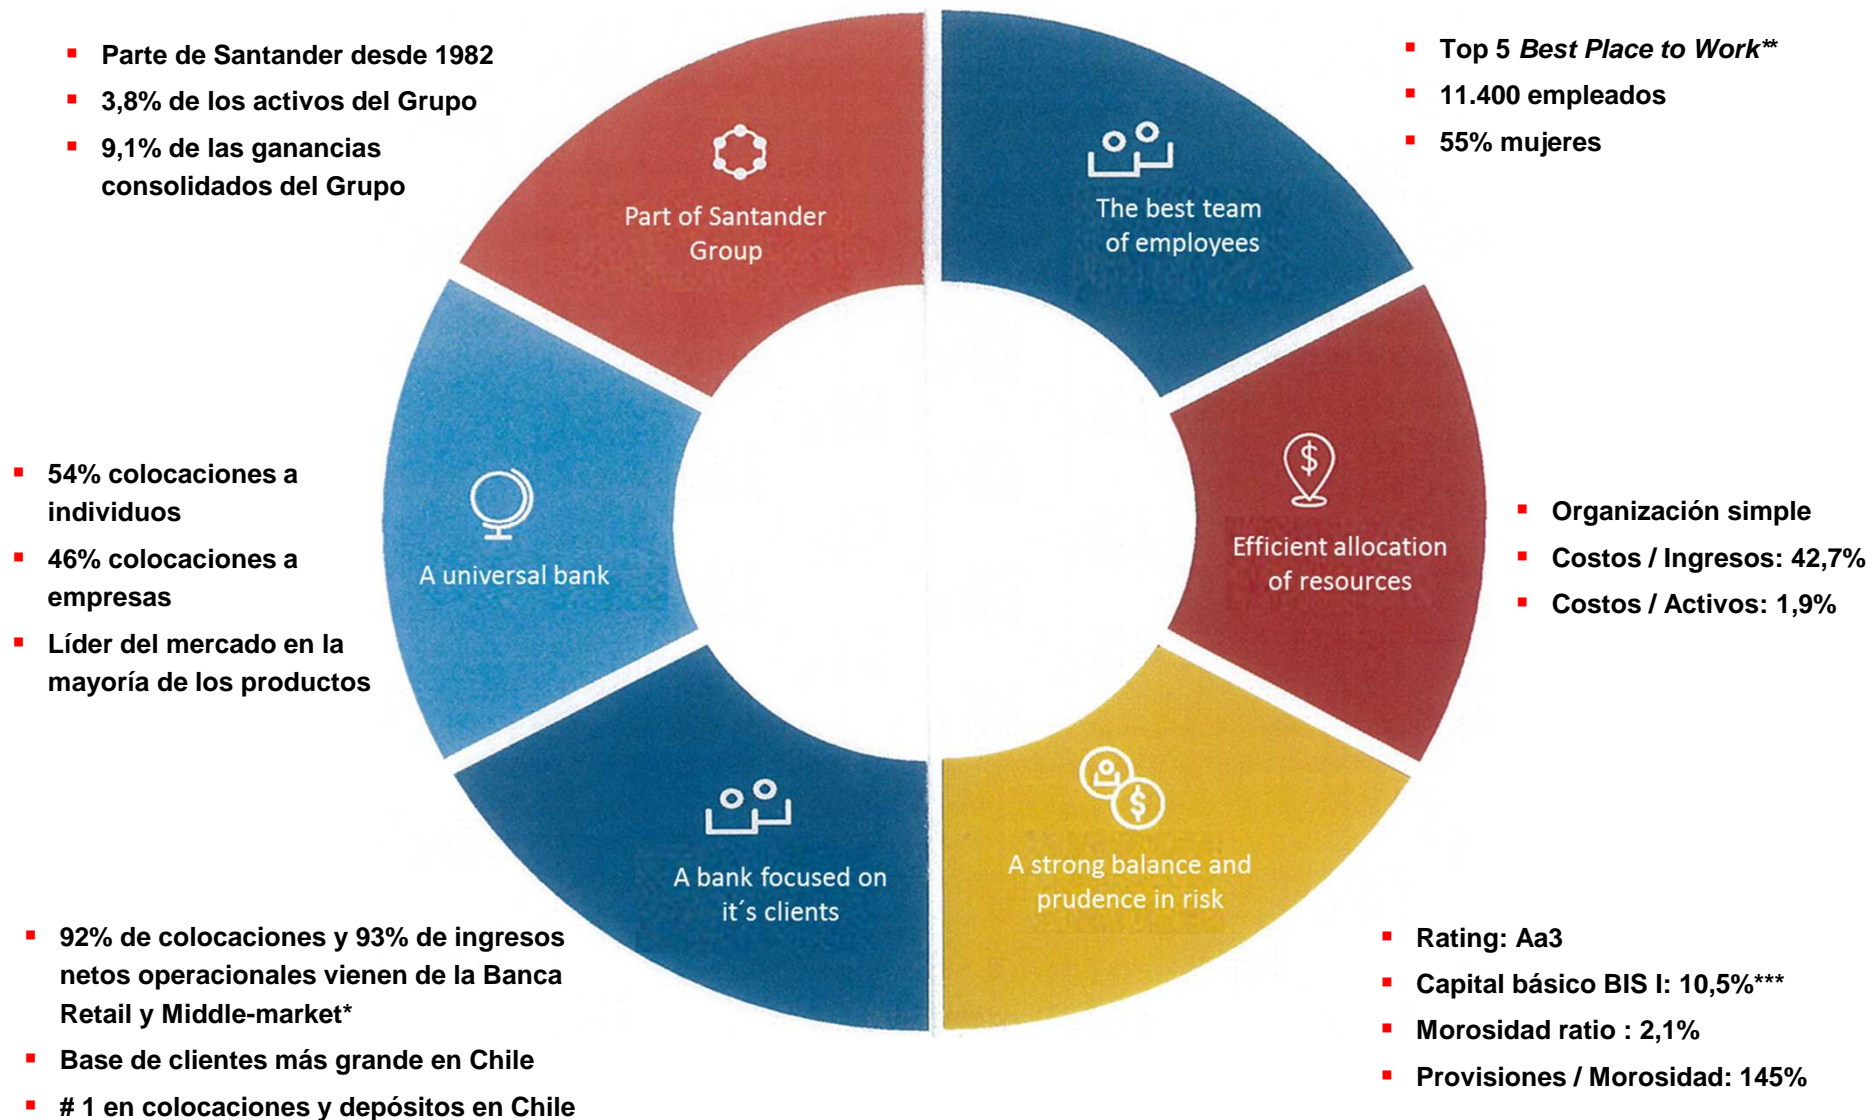 Parte de Santander desde 1982
3,8% de los activos del Grupo
9,1% de las ganancias
consolidados del Grupo
Part of Santander
Group
Top 5 Best Place to Work**
11.400 empleados
55% mujeres
The best team
of employees
54% colocaciones a
individuos
46% colocaciones a
empresas
Líder del mercado en la
mayoría de los productos
A universal bank
Efficient allocation
of resources
Organización simple
Costos / Ingresos: 42,7%
Costos / Activos: 1,9%
A bank focused on
it´s clients
92% de colocaciones y 93% de ingresos
netos operacionales vienen de la Banca
Retail y Middle-market*
Base de clientes más grande en Chile
# 1 en colocaciones y depósitos en Chile
A strong balance and
prudence in risk
Rating: Aa3
Capital básico BIS I: 10,5%***
Morosidad ratio : 2,1%
Provisiones / Morosidad: 145%